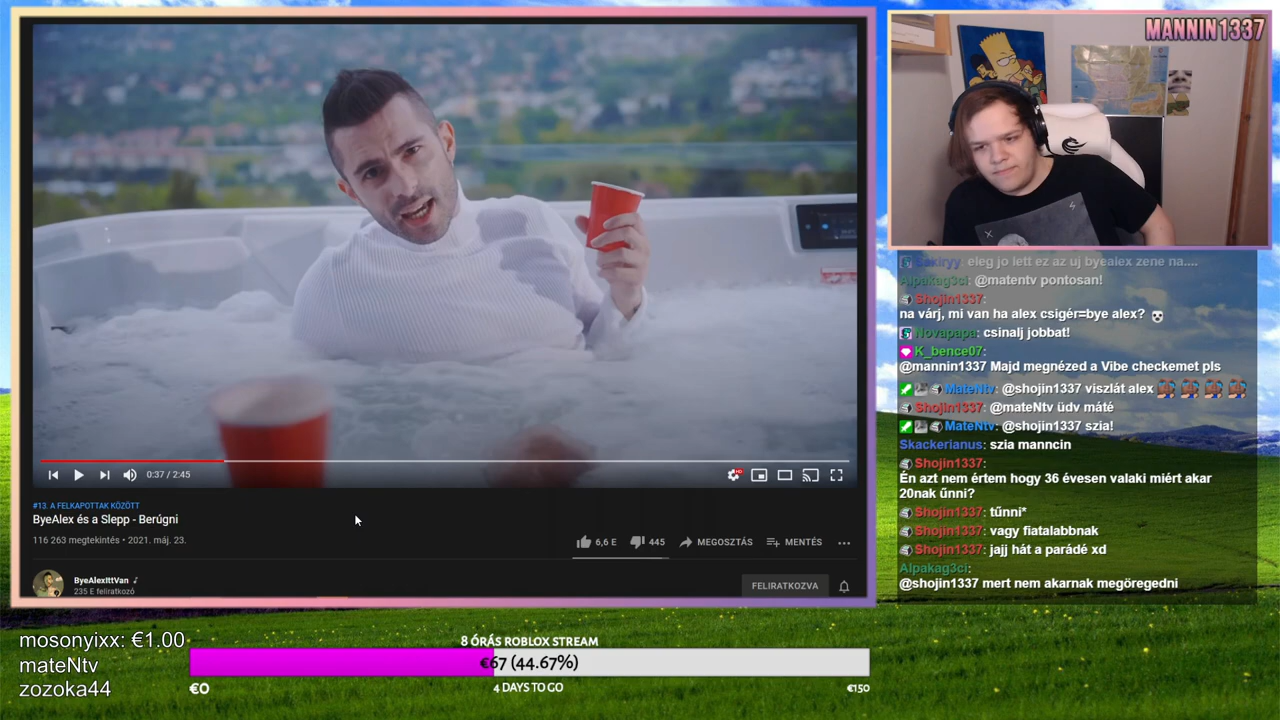 MANNIN1337
0:37 / 2:45
HD
#13. A FELKAPOTTAK KÖZÖTT
ByeAlex és a Slepp - Berúgni
116 263 megtekintés • 2021. máj. 23.
6,6 E
445
MEGOSZTÁS
MENTÉS
ByeAlexIttVan
235 E feliratkozó
FELIRATKOZVA
Sskiryy: eleg jo lett ez az uj byealex zene na....
Alpakag3ci: @matentv pontosan!
Shojin1337:
na várj, mi van ha alex csigér=bye alex?
Novapapa: csinalj jobbat!
K_bence07:
@mannin1337 Majd megnézed a Vibe checkemet pls
MateNtv: @shojin1337 viszlát alex
Shojin1337: @mateNtv üdv máté
MateNtv: @shojin1337 szia!
Skackerianus: szia manncin
Shojin1337:
Én azt nem értem hogy 36 évesen valaki miért akar
20nak űnni?
Shojin1337: tűnni*
Shojin1337: vagy fiatalabbnak
Shojin1337: jajj hát a parádé xd
Alpakag3ci:
@shojin1337 mert nem akarnak megöregedni
mosonyixx: €1.00
mateNtv
zozoka44
8 ÓRÁS ROBLOX STREAM
€67 (44.67%)
€0
4 DAYS TO GO
€150